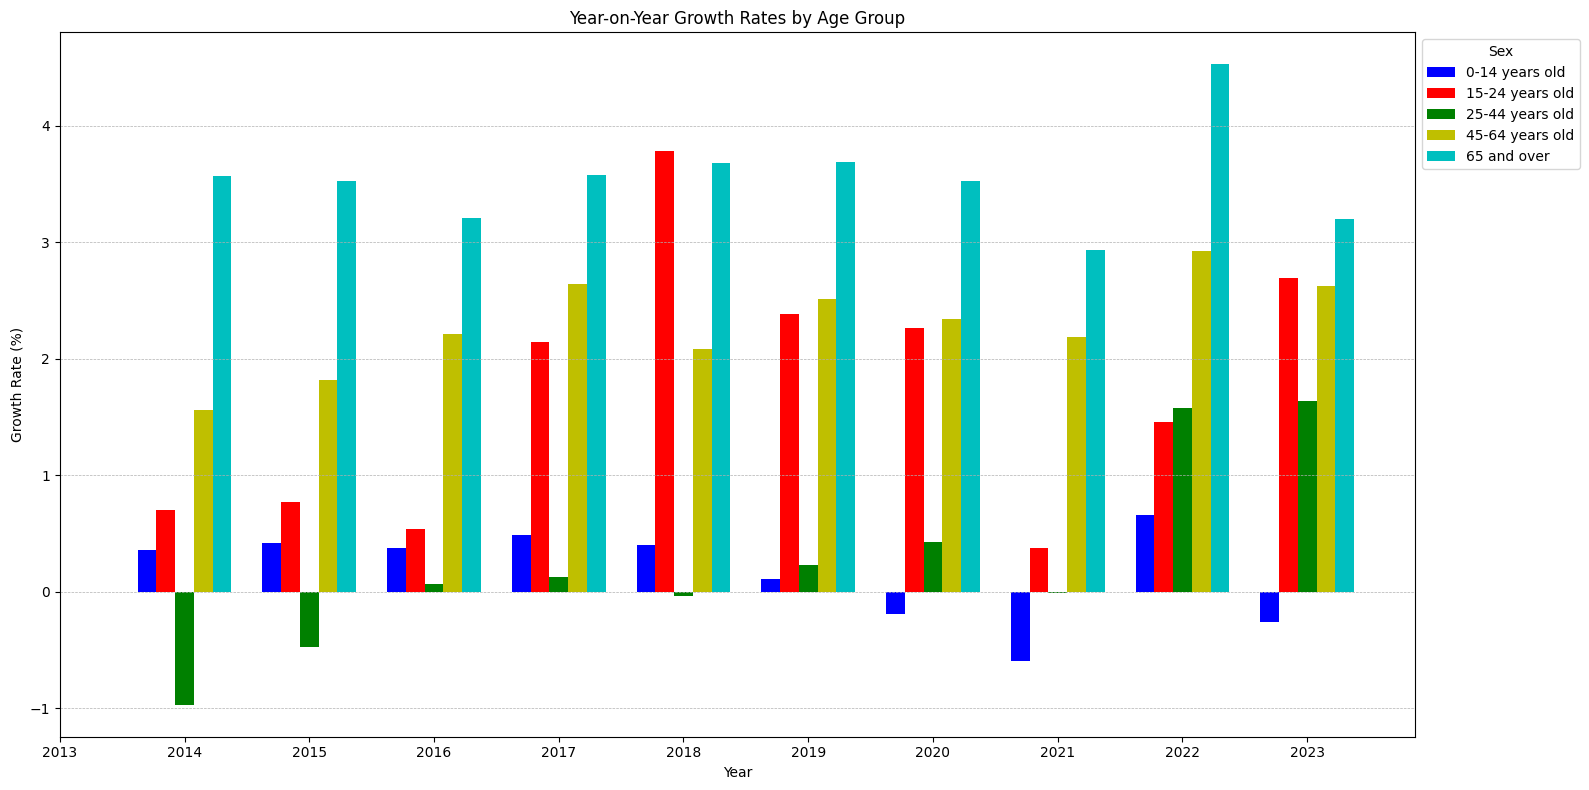 Year-on-Year Growth Rates by Age Group
Sex
0-14 years old
15-24 years old
25-44 years old
45-64 years old
65 and over
Growth Rate (%)
4
3
2
1
0
−1
2013 2014 2015 2016 2017 2018 2019 2020 2021 2022 2023
Year